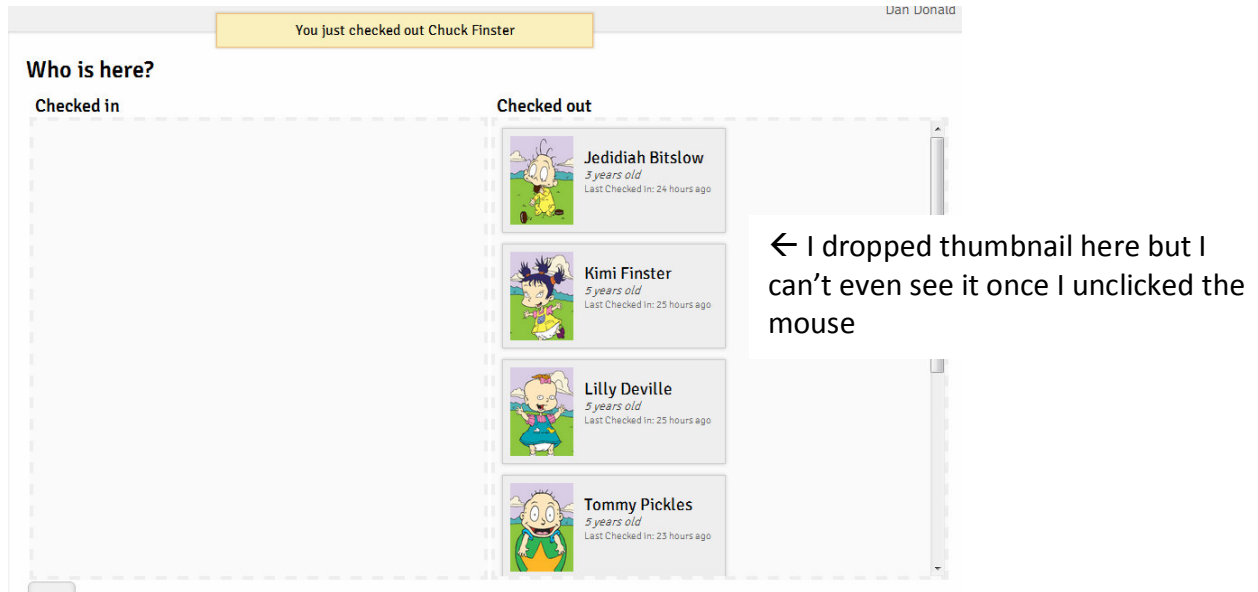 Dan Donald
You just checked out Chuck Finster
Who is here?
Checked in
Checked out
Jedidiah Bitslow
3 years old
Last Checked In: 24 hours ago
← I dropped thumbnail here but I
can’t even see it once I unclicked the
mouse
Kimi Finster
5 years old
Last Checked In: 25 hours ago
Lilly Deville
5 years old
Last Checked In: 25 hours ago
Tommy Pickles
5 years old
Last Checked In: 23 hours ago